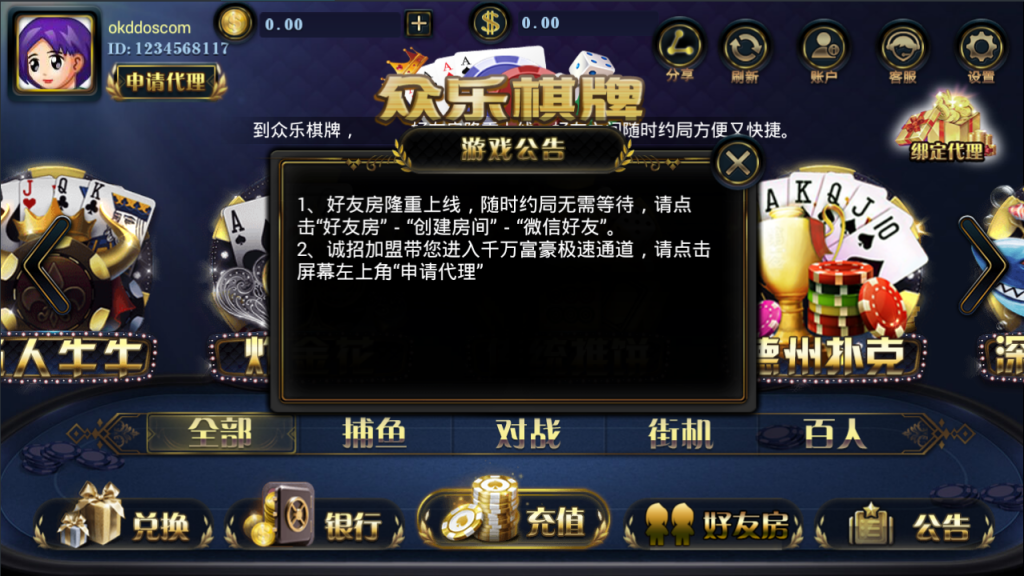 okddoscom
ID: 1234568117
申请代理
0.00
0.00
分享
刷新
账户
客服
设置
众乐棋牌
绑定代理
到众乐棋牌，
随时约局方便又快捷。
游戏公告
1、好友房隆重上线，随时约局无需等待，请点
击“好友房” - “创建房间” - “微信好友”。
2、诚招加盟带您进入千万富豪极速通道，请点击
屏幕左上角“申请代理”
人牛牛
金花
推饼
德州扑克
深
全部
捕鱼
对战
街机
百人
兑换
银行
充值
好友房
公告